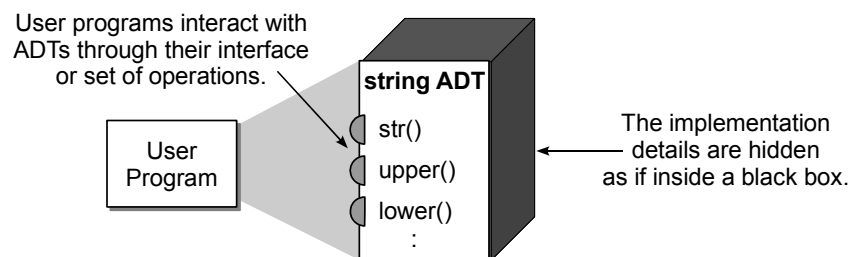 User programs interact with
ADTs through their interface
or set of operations.
User
Program
string ADT
str()
upper()
lower()
:
The implementation
details are hidden
as if inside a black box.